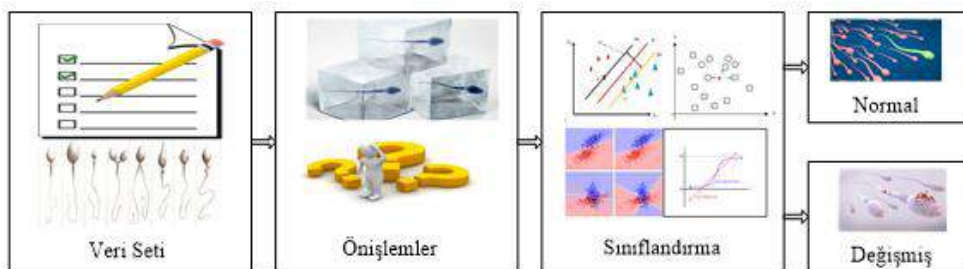 Veri Seti
Önişlemler
Sınıflandırma
Normal
Değişmiş